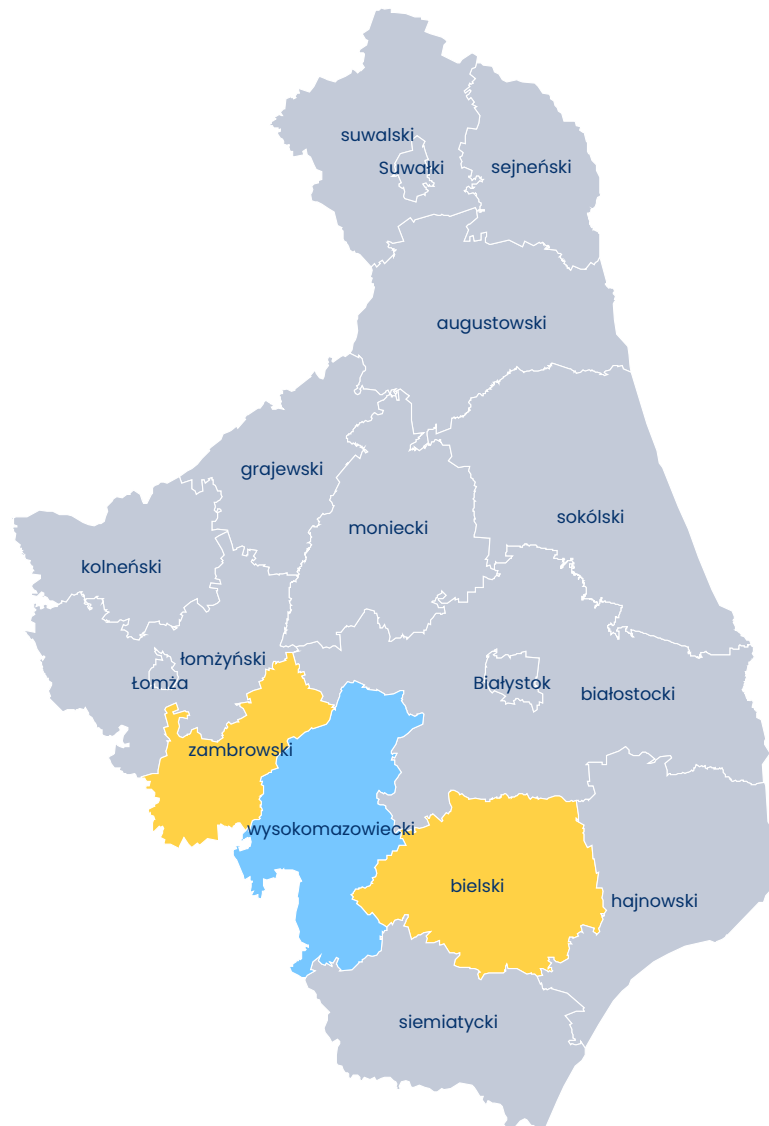 suwalski
Suwałki
sejneński
augustowski
grajewski
moniecki
sokólski
kolneński
łomżyński
Łomża
Białystok
białostocki
zambrowski
wysokomazowiecki
bielski
hajnowski
siemiatycki